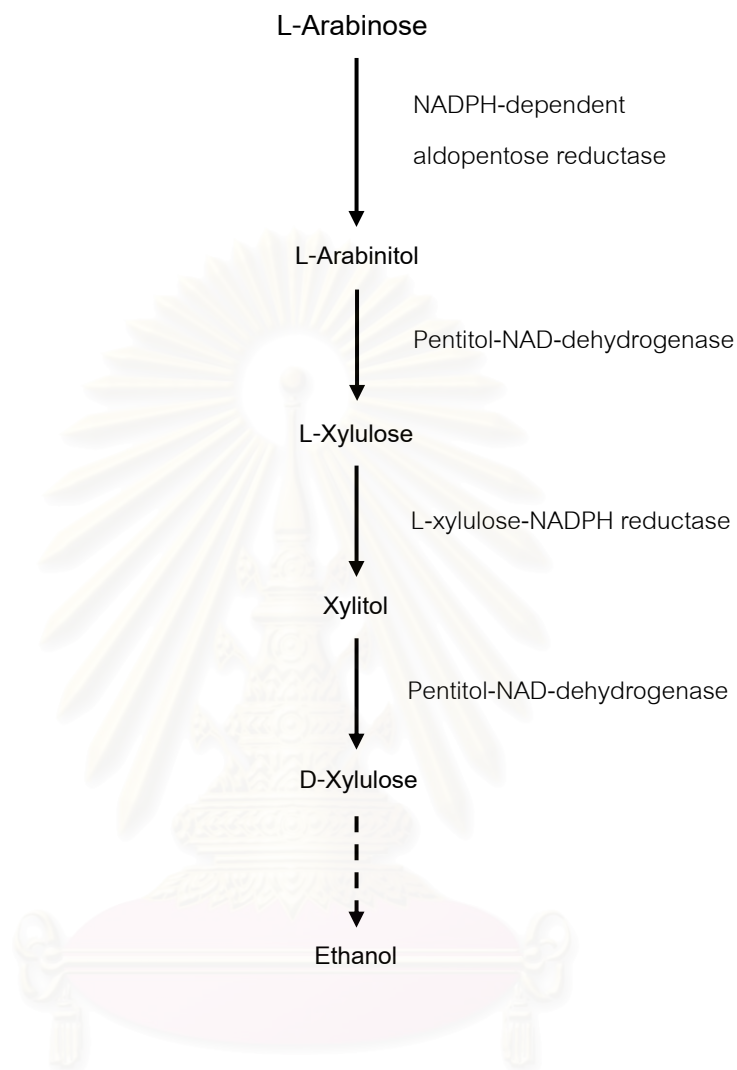 L-Arabinose
NADPH-dependent
aldopentose reductase
L-Arabinitol
Pentitol-NAD-dehydrogenase
L-Xylulose
L-xylulose-NADPH reductase
Xylitol
Pentitol-NAD-dehydrogenase
D-Xylulose
Ethanol